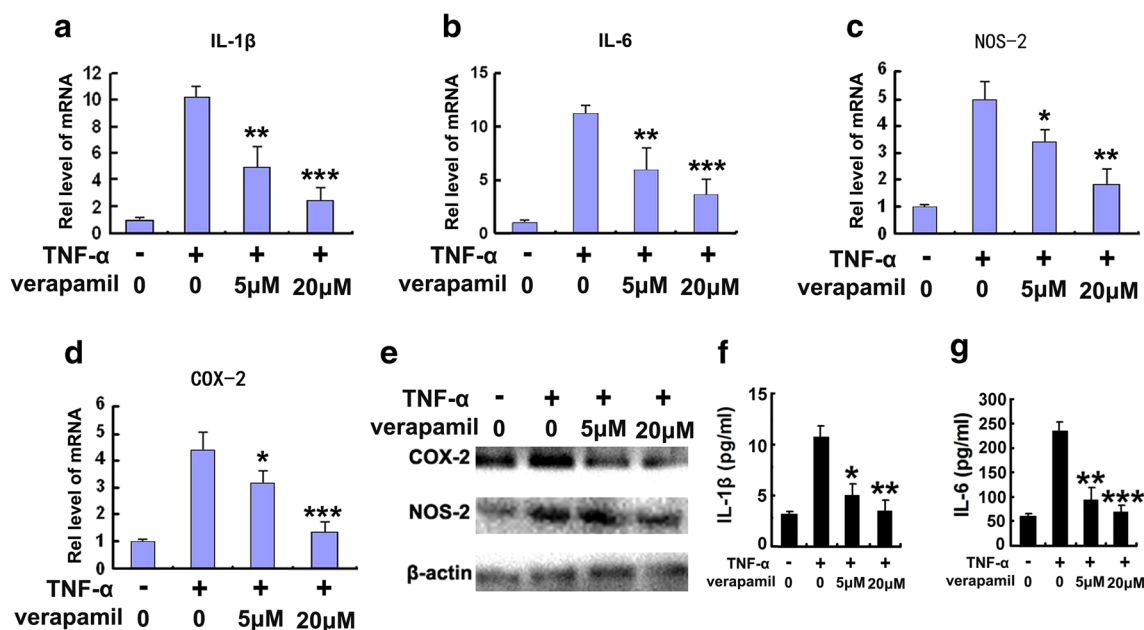 a
IL-1β
Rel level of mRNA
12
10
8
6
4
2
0
**
***
TNF-α - + + +
verapamil 0 0 5μM 20μM
b
IL-6
Rel level of mRNA
15
10
5
0
**
***
TNF-α - + + +
verapamil 0 0 5μM 20μM
c
NOS-2
Rel level of mRNA
6
5
4
3
2
1
0
*
**
TNF-α - + + +
verapamil 0 0 5μM 20μM
d
COX-2
Rel level of mRNA
6
5
4
3
2
1
0
*
***
TNF-α - + + +
verapamil 0 0 5μM 20μM
e
TNF-α - + + +
verapamil 0 0 5μM 20μM
COX-2
NOS-2
β-actin
f
IL-1β (pg/ml)
15
10
5
0
*
**
TNF-α - + + +
verapamil 0 0 5μM 20μM
g
IL-6 (pg/ml)
300
250
200
150
100
50
0
**
***
TNF-α - + + +
verapamil 0 0 5μM 20μM